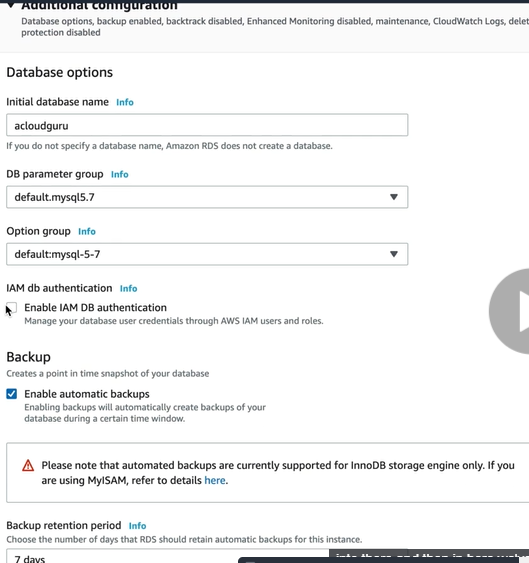 Additional configuration
Database options, backup enabled, backtrack disabled, Enhanced Monitoring disabled, maintenance, CloudWatch Logs, delet
protection disabled
Database options
Initial database name Info
acloudguru
If you do not specify a database name, Amazon RDS does not create a database.
DB parameter group Info
default.mysql5.7
Option group Info
default:mysql-5-7
IAM db authentication Info
Enable IAM DB authentication
Manage your database user credentials through AWS IAM users and roles.
Backup
Creates a point in time snapshot of your database
Enable automatic backups
Enabling backups will automatically create backups of your
database during a certain time window.
Please note that automated backups are currently supported for InnoDB storage engine only. If you
are using MyISAM, refer to details here.
Backup retention period Info
Choose the number of days that RDS should retain automatic backups for this instance.
7 days